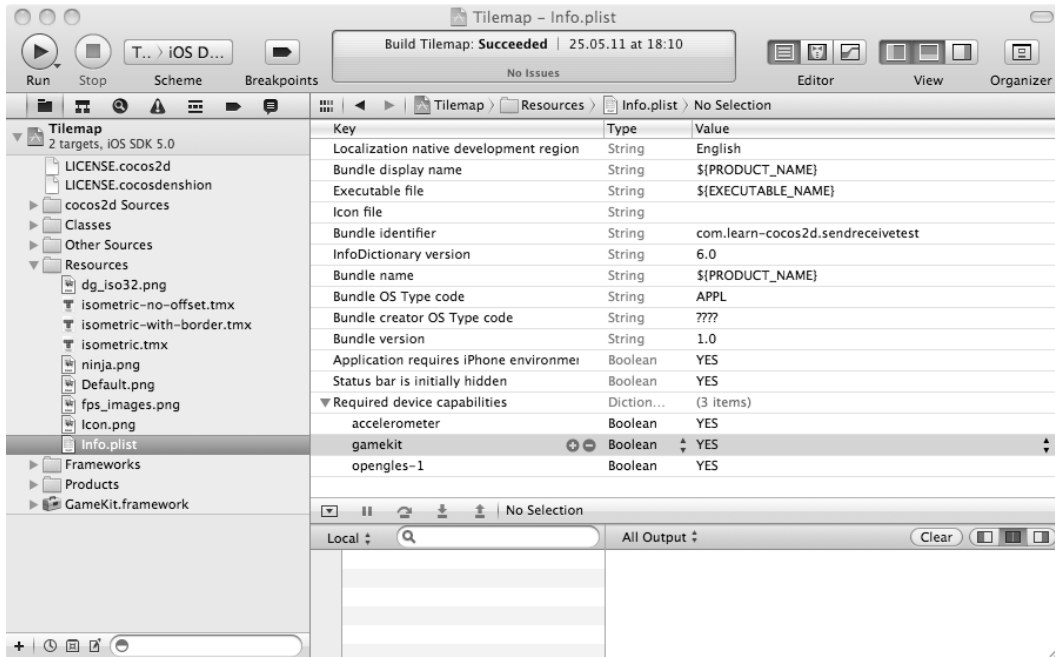 Tilemap – Info.plist
T.. 〉 iOS D...
Build Tilemap: Succeeded | 25.05.11 at 18:10
No Issues
Run Stop Scheme Breakpoints Editor View Organizer
Tilemap 〉 Resources 〉 Info.plist 〉 No Selection
Tilemap
2 targets, iOS SDK 5.0
LICENSE.cocos2d
LICENSE.cocosdenshion
cocos2d Sources
Classes
Other Sources
Resources
dg_iso32.png
isometric-no-offset.tmx
isometric-with-border.tmx
isometric.tmx
ninja.png
Default.png
fps_images.png
Icon.png
Info.plist
Frameworks
Products
GameKit.framework
Key Type Value
Localization native development region String English
Bundle display name String ${PRODUCT_NAME}
Executable file String ${EXECUTABLE_NAME}
Icon file String
Bundle identifier String com.learn-cocos2d.sendreceivetest
InfoDictionary version String 6.0
Bundle name String ${PRODUCT_NAME}
Bundle OS Type code String APPL
Bundle creator OS Type code String ????
Bundle version String 1.0
Application requires iPhone environmer Boolean YES
Status bar is initially hidden Boolean YES
Required device capabilities Diction... (3 items)
accelerometer Boolean YES
gamekit Boolean YES
opengles-1 Boolean YES
No Selection
Local All Output Clear